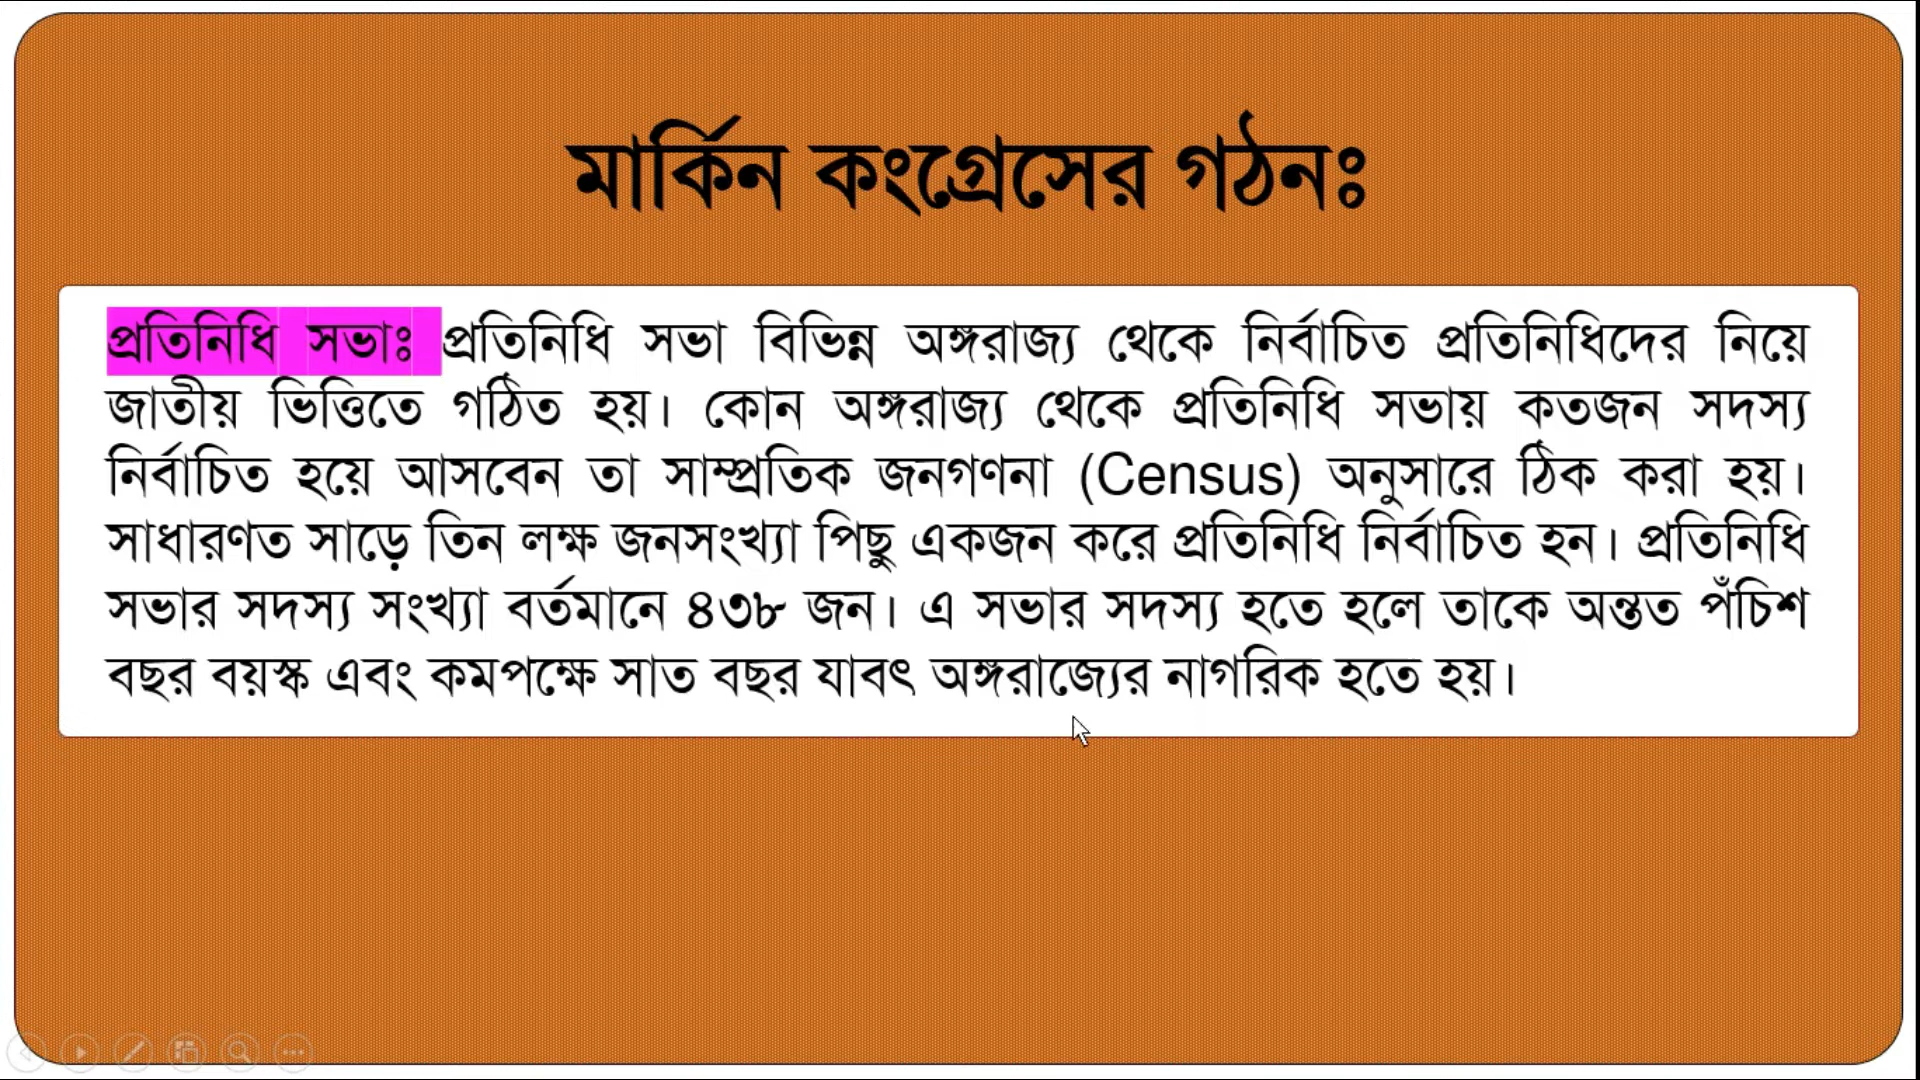 মার্কিন কংগ্রেসের গঠনঃ
প্রতিনিধি সভাঃ প্রতিনিধি সভা বিভিন্ন অঙ্গরাজ্য থেকে নির্বাচিত প্রতিনিধিদের নিয়ে
জাতীয় ভিত্তিতে গঠিত হয়। কোন অঙ্গরাজ্য থেকে প্রতিনিধি সভায় কতজন সদস্য
নির্বাচিত হয়ে আসবেন তা সাম্প্রতিক জনগণনা (Census) অনুসারে ঠিক করা হয়।
সাধারণত সাড়ে তিন লক্ষ জনসংখ্যা পিছু একজন করে প্রতিনিধি নির্বাচিত হন। প্রতিনিধি
সভার সদস্য সংখ্যা বর্তমানে ৪৩৮ জন। এ সভার সদস্য হতে হলে তাকে অন্তত পঁচিশ
বছর বয়স্ক এবং কমপক্ষে সাত বছর যাবৎ অঙ্গরাজ্যের নাগরিক হতে হয়।